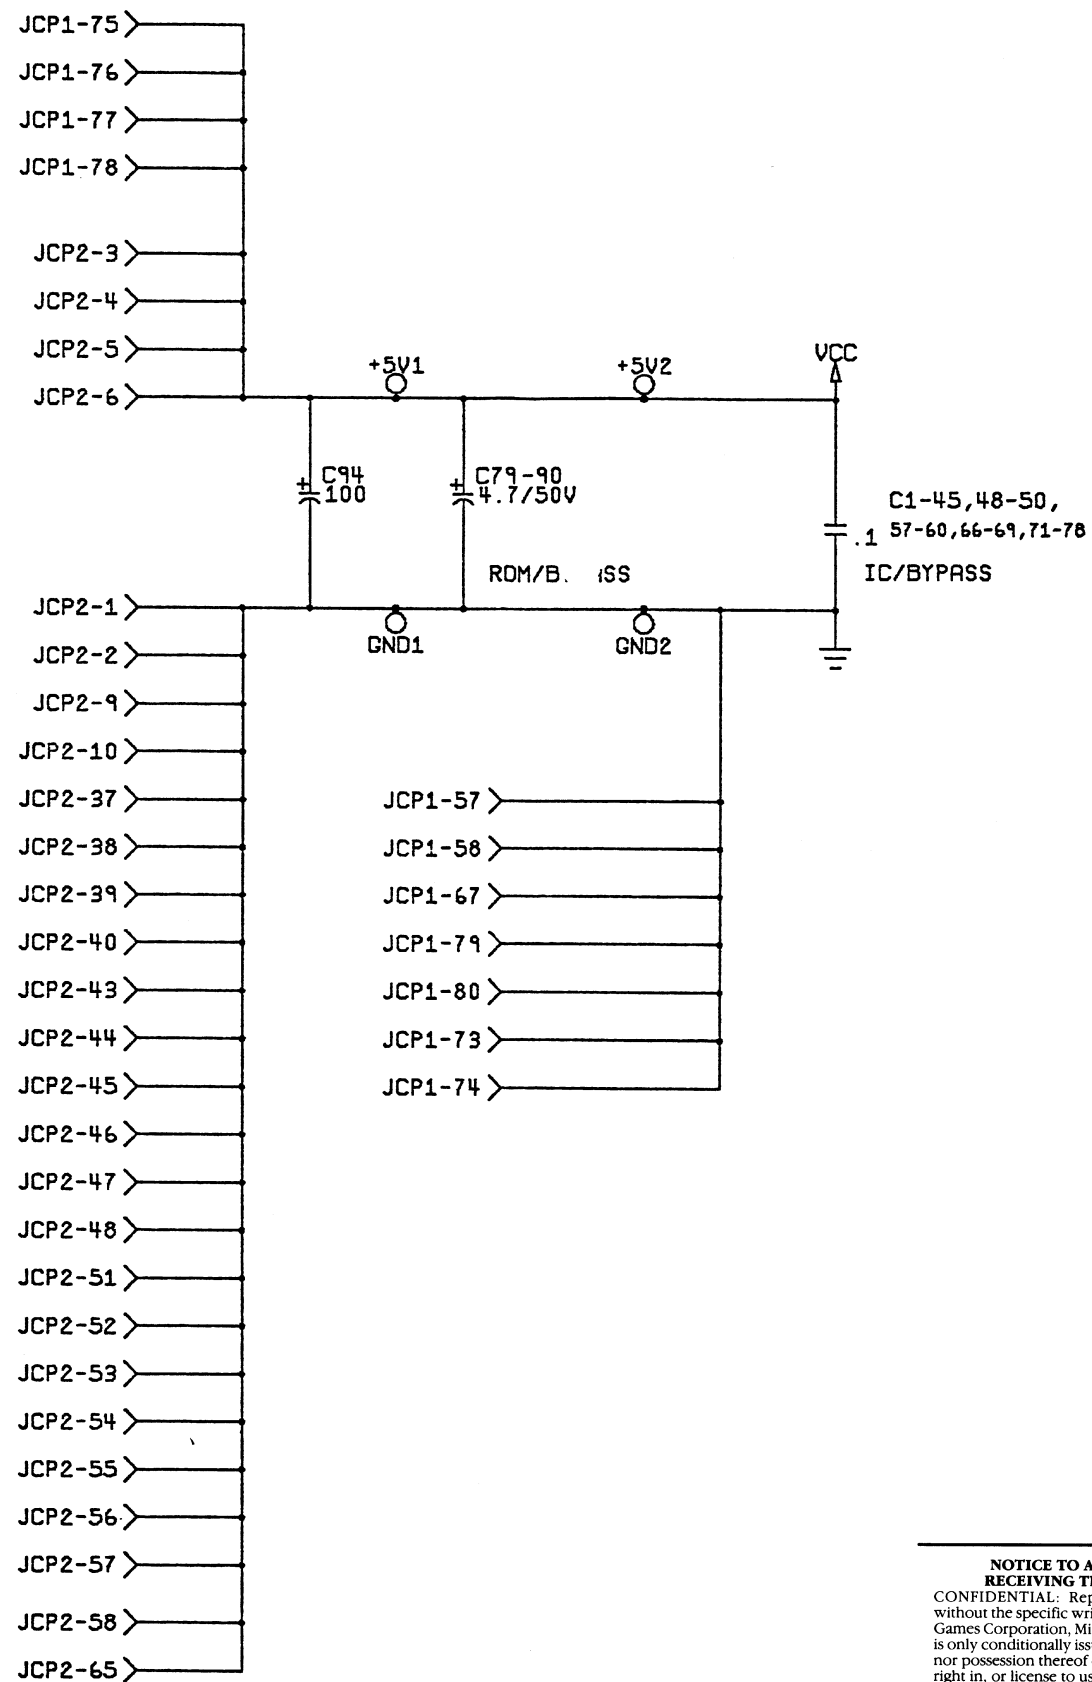 JCP1-75
JCP1-76
JCP1-77
JCP1-78
JCP2-3
JCP2-4
JCP2-5
JCP2-6
+5V1
+5V2
VCC
+ C94
100
+ C79-90
4.7/50V
C1-45,48-50,
.1 57-60,66-69,71-78
IC/BYPASS
ROM/B.
JCP2-1
JCP2-2
JCP2-9
JCP2-10
JCP2-37
JCP2-38
JCP2-39
JCP2-40
JCP2-43
JCP2-44
JCP2-45
JCP2-46
JCP2-47
JCP2-48
JCP2-51
JCP2-52
JCP2-53
JCP2-54
JCP2-55
JCP2-56
JCP2-57
JCP2-58
JCP2-65
GND1
GND2
JCP1-57
JCP1-58
JCP1-67
JCP1-79
JCP1-80
JCP1-73
JCP1-74
NOTICE TO A
RECEIVING T
CONFIDENTIAL: Rep
without the specific wri
Games Corporation, Mi
is only conditionally iss
nor possession thereof
right in, or license to us